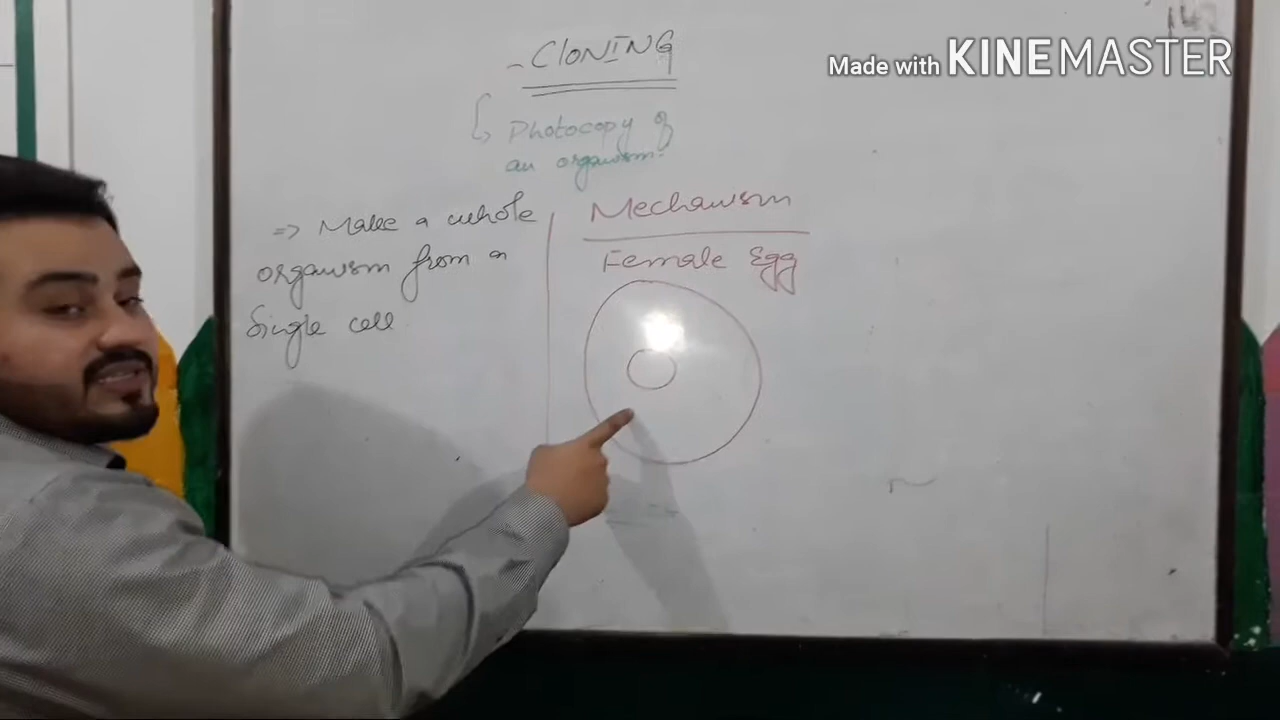 Made with KINEMASTER
- CLONING
Photocopy of
an organism.
=> Make a whole
organism from a
Single cell
Mechanism
Female Egg